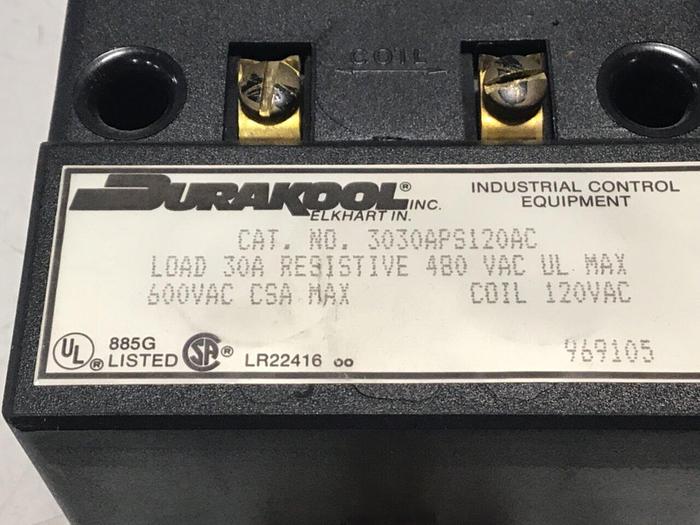 COIL
DURAKOOL® INC.
ELKHART IN.
INDUSTRIAL CONTROL
EQUIPMENT
CAT. NO. 3030APS120AC
LOAD 30A RESISTIVE 480 VAC UL MAX
600VAC CSA MAX COIL 120VAC
UL® 885G LISTED SA® LR22416 969105